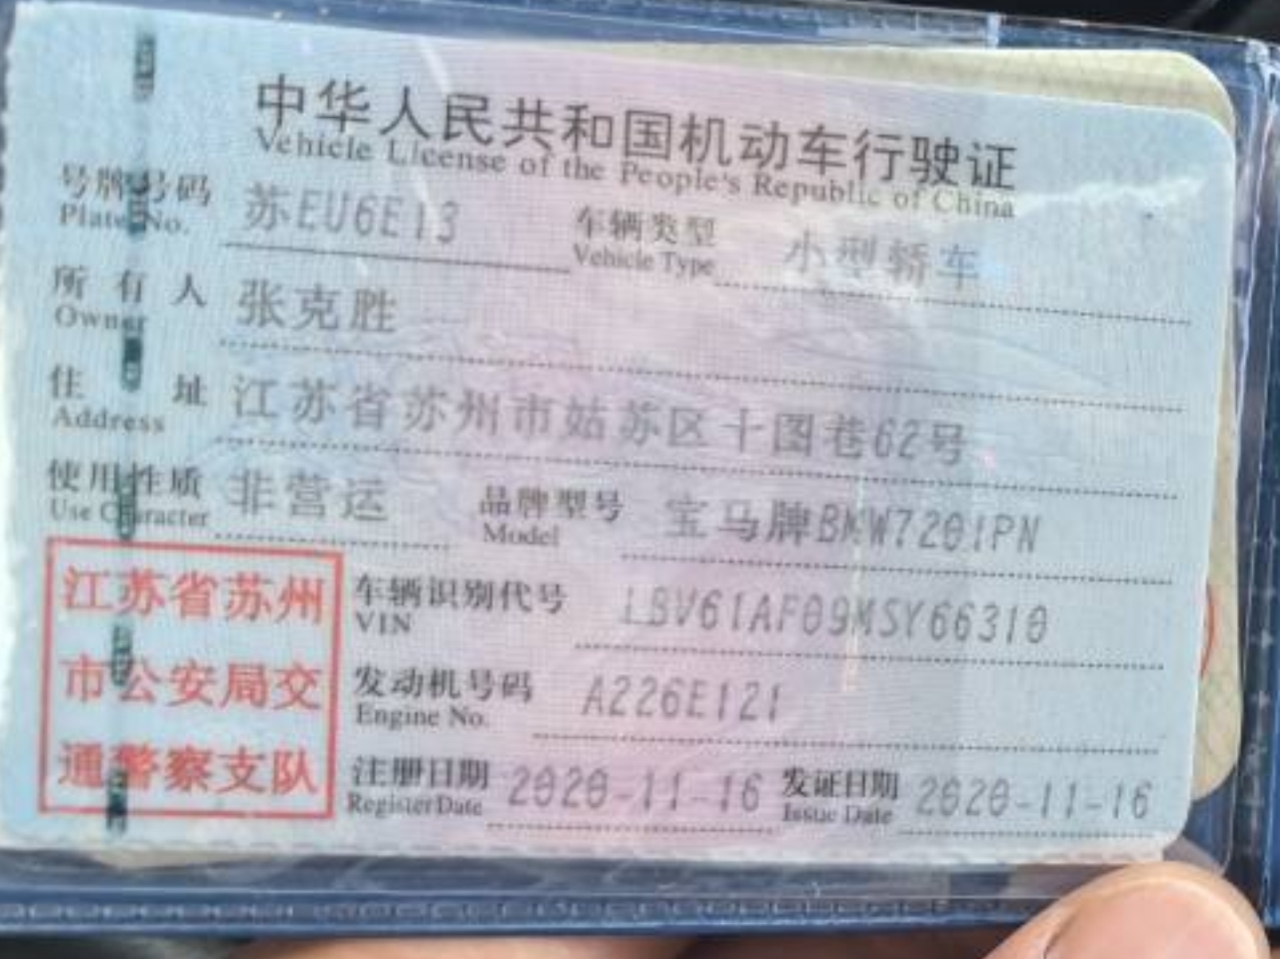 中华人民共和国机动车行驶证
Vehicle License of the People's Republic of China
号牌号码 苏EU6E13 车辆类型 小型轿车
Plate No. Vehicle Type
所有人 张克胜
Owner
住址 江苏省苏州市姑苏区十图巷62号
Address
使用性质 非营运 品牌型号 宝马牌BMW7201PN
Use Character Model
江苏省苏州
市公安局交
通警察支队
车辆识别代号 LBV61AF09MSY66310
VIN
发动机号码 A226E121
Engine No.
注册日期 2020-11-16 发证日期 2020-11-16
Register Date Issue Date